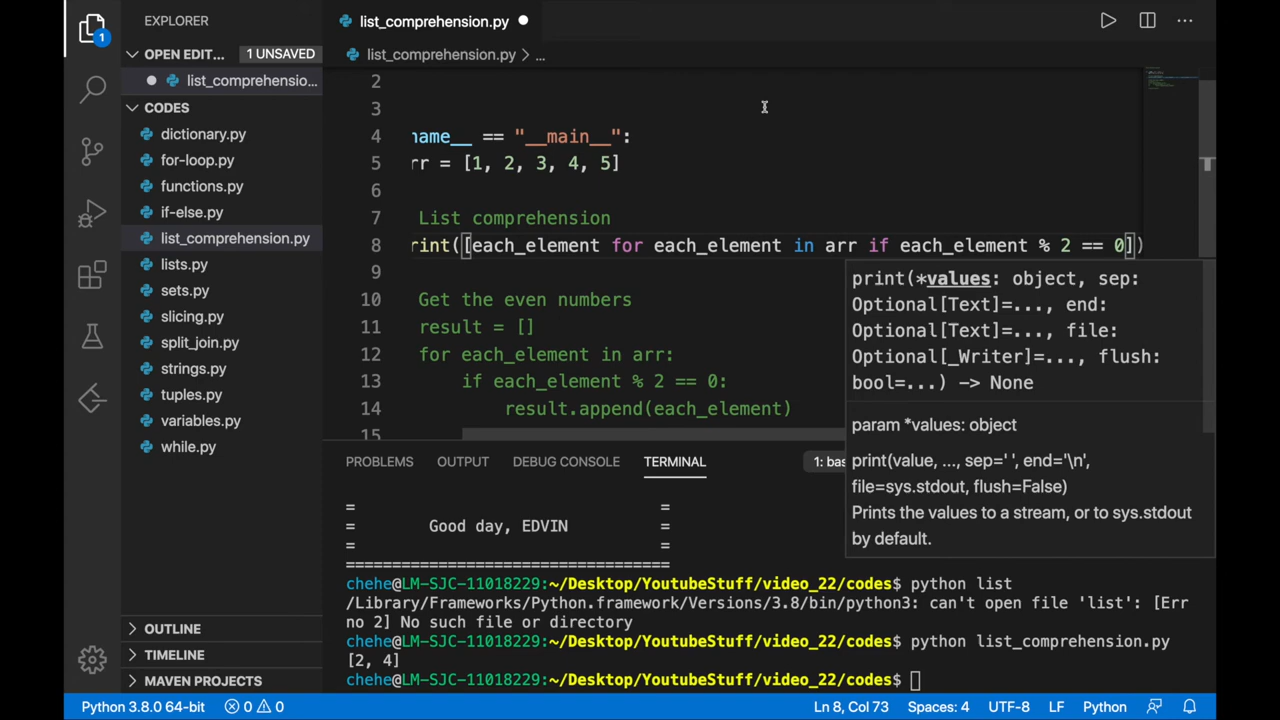 EXPLORER
OPEN EDIT... 1 UNSAVED
list_comprehensio...
CODES
dictionary.py
for-loop.py
functions.py
if-else.py
list_comprehension.py
lists.py
sets.py
slicing.py
split_join.py
strings.py
tuples.py
variables.py
while.py
OUTLINE
TIMELINE
MAVEN PROJECTS
1
list_comprehension.py
list_comprehension.py > ...
2
3
4 name__ == "__main__":
5 rr = [1, 2, 3, 4, 5]
6
7 List comprehension
8 rint([each_element for each_element in arr if each_element % 2 == 0])
9
10 Get the even numbers
11 result = []
12 for each_element in arr:
13 if each_element % 2 == 0:
14 result.append(each_element)
15
print(*values: object, sep:
Optional[Text]=..., end:
Optional[Text]=..., file:
Optional[_Writer]=..., flush:
bool=...) -> None
param *values: object
print(value, ..., sep=' ', end='\n',
file=sys.stdout, flush=False)
Prints the values to a stream, or to sys.stdout
by default.
PROBLEMS OUTPUT DEBUG CONSOLE TERMINAL 1: bas
= =
= Good day, EDVIN =
= =
==============================
chehe@LM-SJC-11018229:~/Desktop/YoutubeStuff/video_22/codes$ python list
/Library/Frameworks/Python.framework/Versions/3.8/bin/python3: can't open file 'list': [Err
no 2] No such file or directory
chehe@LM-SJC-11018229:~/Desktop/YoutubeStuff/video_22/codes$ python list_comprehension.py
[2, 4]
chehe@LM-SJC-11018229:~/Desktop/YoutubeStuff/video_22/codes$
Python 3.8.0 64-bit 0 0 Ln 8, Col 73 Spaces: 4 UTF-8 LF Python